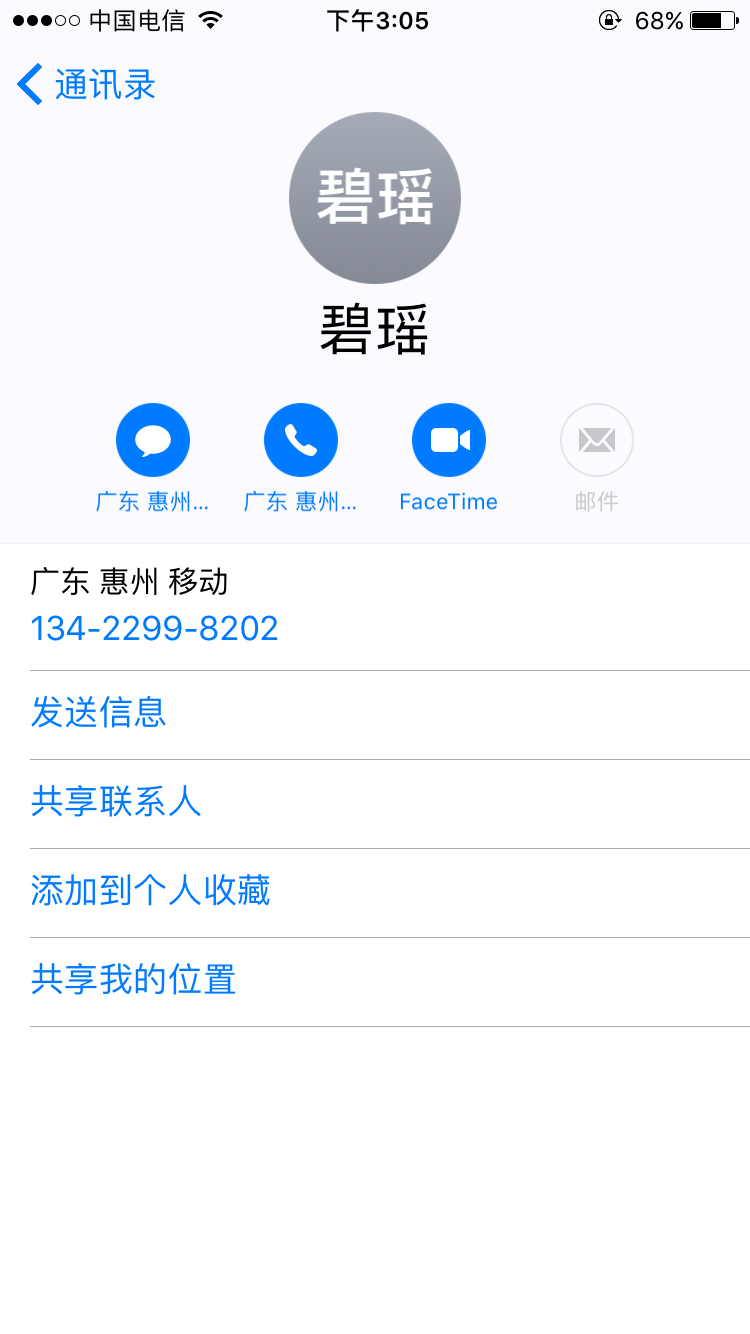 中国电信 下午3:05 68%
通讯录
碧瑶
碧瑶
广东 惠州... 广东 惠州... FaceTime 邮件
广东 惠州 移动
134-2299-8202
发送信息
共享联系人
添加到个人收藏
共享我的位置